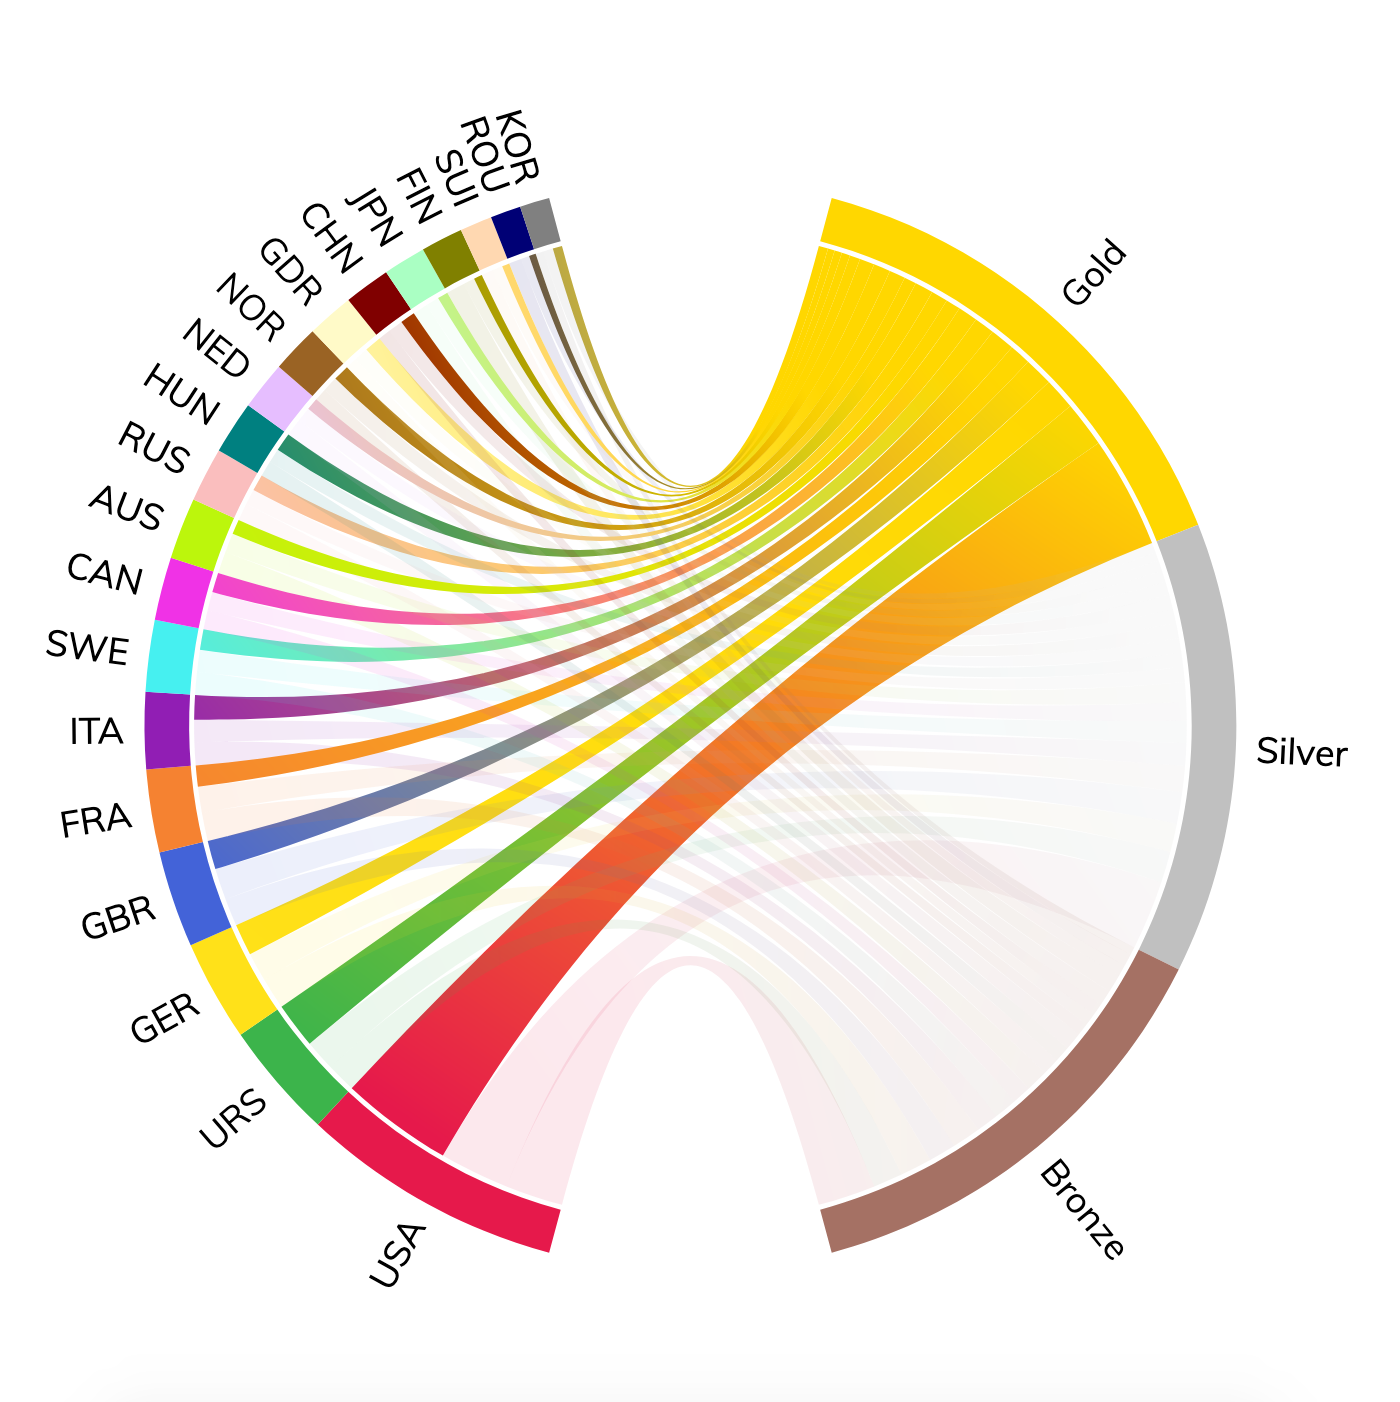 KOR
ROU
SUI
FIN
JPN
CHN
GDR
NOR
NED
HUN
RUS
AUS
CAN
SWE
ITA
FRA
GBR
GER
URS
USA
Gold
Silver
Bronze